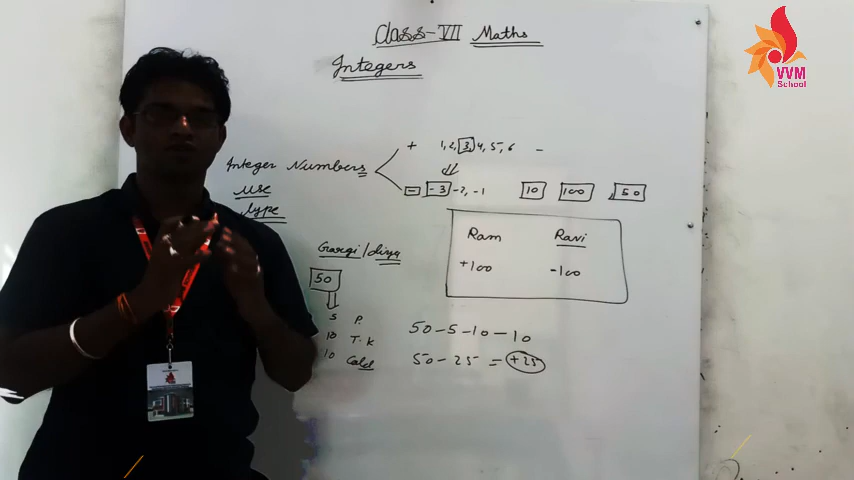 Class-VII Maths
Integers
+ 1, 2, 3, 4, 5, 6 -
Integer Numbers
- -3 -2, -1 10 100 50
use
type
Ram Ravi
+100 -100
Gargi/divya
50
5 P.
10 T.K
10 Cold
50-5-10-10
50-25 = +25
VVM
School